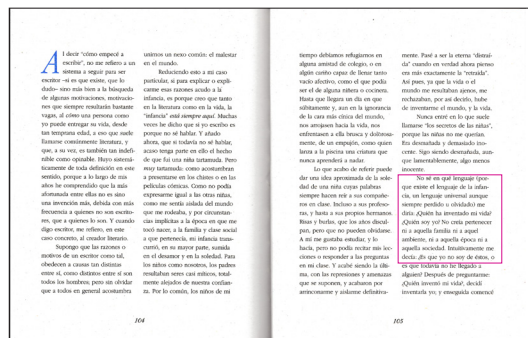 Al decir "cómo empecé a
escribir", no me refiero a un
sistema a seguir para ser
escritor –si es que existe, que lo
dudo– sino más bien a la búsqueda
de algunas motivaciones, motivacio-
nes que siempre resultarán bastante
vagas, al cómo una persona como
yo puede entregar su vida, desde
tan temprana edad, a eso que suele
llamarse comúnmente literatura, y
que, a su vez, es también tan indefi-
nible como opinable. Huyo sistemá-
ticamente de toda definición en este
sentido, porque a lo largo de mis
años he comprendido que la más
afortunada entre ellas no es sino
una invención más, debida con más
frecuencia a quienes no son escrito-
res, que a quienes lo son. Y cuando
digo escritor, me refiero, en este
caso concreto, al creador literario.
Supongo que las razones o
motivos de un escritor como tal,
obedecen a causas tan distintas
entre sí, como distintos entre sí son
todos los hombres, pero sin olvidar
que a todos en general acostumbra
unirnos un nexo común: el malestar
en el mundo.
Reduciendo esto a mi caso
particular, si para explicar o expli-
carme esas razones acudo a la
infancia, es porque creo que tanto
en la literatura como en la vida, la
"infancia" está siempre aquí. Muchas
veces he dicho que si yo escribo es
porque no sé hablar. Y añado
ahora, que si todavía no sé hablar,
acaso tenga parte en ello el hecho
de que fui una niña tartamuda. Pero
muy tartamuda: como acostumbran
a presentarse en los chistes o en las
películas cómicas. Como no podía
expresarme igual a las otras niñas,
como me sentía aislada del mundo
que me rodeaba, y por circunstan-
cias implícitas a la época en que me
tocó nacer, a la familia y clase social
a que pertenecía, mi infancia trans-
currió, en su mayor parte, sumida
en el desamor y en la soledad. Para
los niños como nosotros, los padres
resultaban seres casi míticos, total-
mente alejados de nuestra confian-
za. Por lo común, los niños de mi
104
tiempo debíamos refugiarnos en
alguna amistad de colegio, o en
algún cariño capaz de llenar tanto
vacío afectivo, como el que podía
ser el de alguna niñera o cocinera.
Hasta que llegara un día en que
súbitamente y, aun en la ignorancia
de la cara más cínica del mundo,
nos arrojasen hacia la vida, nos
enfrentasen a ella brusca y dolorosa-
mente, de un empujón, como quien
lanza a la piscina una criatura que
nunca aprenderá a nadar.
Lo que acabo de referir puede
dar una idea aproximada de la sole-
dad de una niña cuyas palabras
siempre hacen reír a sus compañe-
ros en clase. Incluso a sus profeso-
ras, y hasta a sus propios hermanos.
Risas y burlas, que los años discul-
pan, pero que no pueden olvidarse.
A mí me gustaba estudiar, y lo
hacía, pero no podía recitar mis lec-
ciones o responder a las preguntas
en mi clase. Y acabé siendo la últi-
ma, con las represiones y amenazas
que se suponen, y acabaron por
arrinconarme y aislarme definitiva-
mente. Pasé a ser la eterna "distraí-
da" cuando en verdad ahora pienso
era más exactamente la "retraída".
Así pues, ya que la vida o el
mundo me resultaban ajenos, me
rechazaban, por así decirlo, hube
de inventarme el mundo, y la vida.
Nunca entré en lo que suele
llamarse "los secretos de las niñas",
porque las niñas no me querían.
Era desmañada y demasiado ino-
cente. Sigo siendo desmañada, aun-
que lamentablemente, algo menos
inocente.
No sé en qué lenguaje (por-
que existe el lenguaje de la infan-
cia, un lenguaje universal aunque
siempre perdido u olvidado) me
diría: ¿Quién ha inventado mi vida?
¿Quién soy yo? No creía pertenecer
ni a aquella familia ni a aquel
ambiente, ni a aquella época ni a
aquella sociedad. Intuitivamente me
decía: ¿Es que yo no soy de éstos, o
es que todavía no he llegado a
alguien? Después de preguntarme:
¿Quién inventó mi vida?, decidí
inventarla yo; y enseguida comencé
105